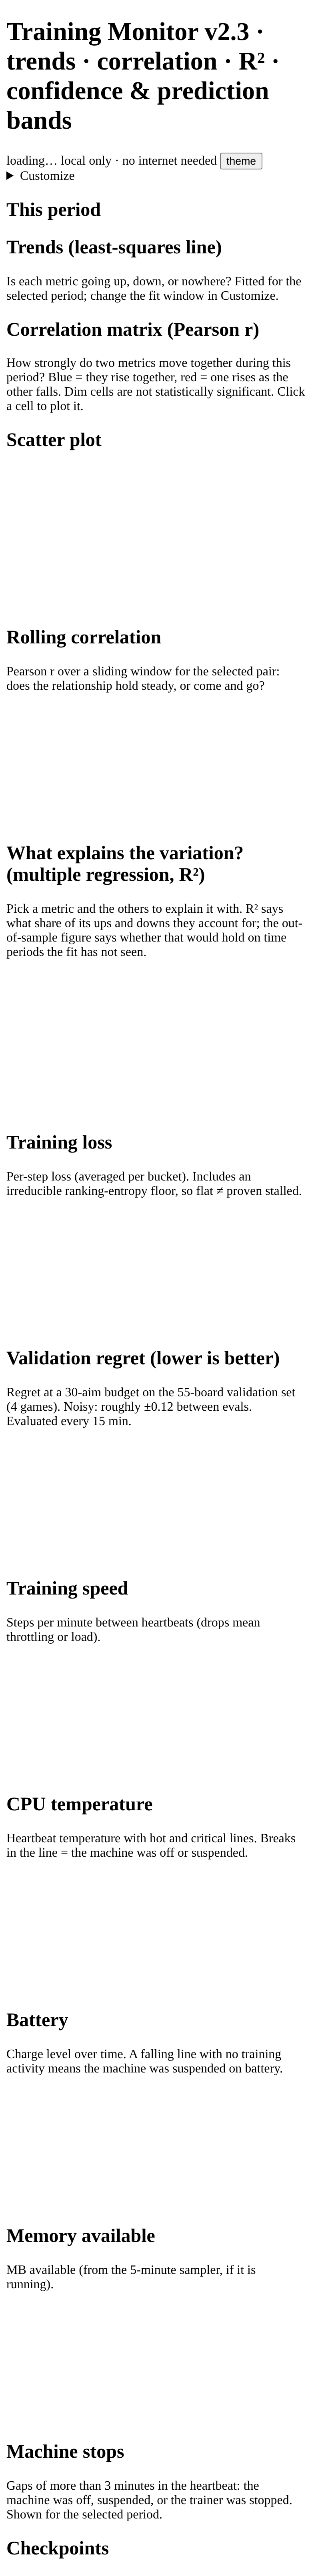 Training Monitor v2.3 ·
trends · correlation · R² ·
confidence & prediction
bands
loading… local only · no internet needed theme
▶ Customize
This period
Trends (least-squares line)
Is each metric going up, down, or nowhere? Fitted for the
selected period; change the fit window in Customize.
Correlation matrix (Pearson r)
How strongly do two metrics move together during this
period? Blue = they rise together, red = one rises as the
other falls. Dim cells are not statistically significant. Click
a cell to plot it.
Scatter plot
Rolling correlation
Pearson r over a sliding window for the selected pair:
does the relationship hold steady, or come and go?
What explains the variation?
(multiple regression, R²)
Pick a metric and the others to explain it with. R² says
what share of its ups and downs they account for; the out-
of-sample figure says whether that would hold on time
periods the fit has not seen.
Training loss
Per-step loss (averaged per bucket). Includes an
irreducible ranking-entropy floor, so flat ≠ proven stalled.
Validation regret (lower is better)
Regret at a 30-aim budget on the 55-board validation set
(4 games). Noisy: roughly ±0.12 between evals.
Evaluated every 15 min.
Training speed
Steps per minute between heartbeats (drops mean
throttling or load).
CPU temperature
Heartbeat temperature with hot and critical lines. Breaks
in the line = the machine was off or suspended.
Battery
Charge level over time. A falling line with no training
activity means the machine was suspended on battery.
Memory available
MB available (from the 5-minute sampler, if it is
running).
Machine stops
Gaps of more than 3 minutes in the heartbeat: the
machine was off, suspended, or the trainer was stopped.
Shown for the selected period.
Checkpoints